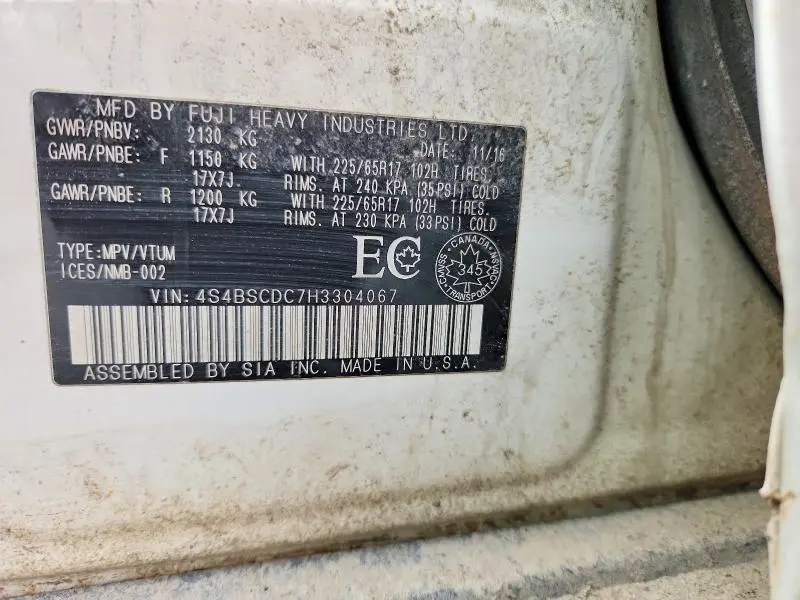 MFD BY FUJI HEAVY INDUSTRIES LTD.
GVWR/PNBV: 2130 KG DATE: 11/16
GAWR/PNBE: F 1150 KG WITH 225/65R17 102H TIRES.
17X7J RIMS. AT 240 KPA (35PSI) COLD
GAWR/PNBE: R 1200 KG WITH 225/65R17 102H TIRES.
17X7J RIMS. AT 230 KPA (33PSI) COLD
TYPE:MPV/VTUM
ICES/NMB-002
EC
CANADA
SVMSS
345
NSVAC
TRANSPORT
VIN: 4S4BSCDC7H3304067
ASSEMBLED BY SIA INC. MADE IN U.S.A.